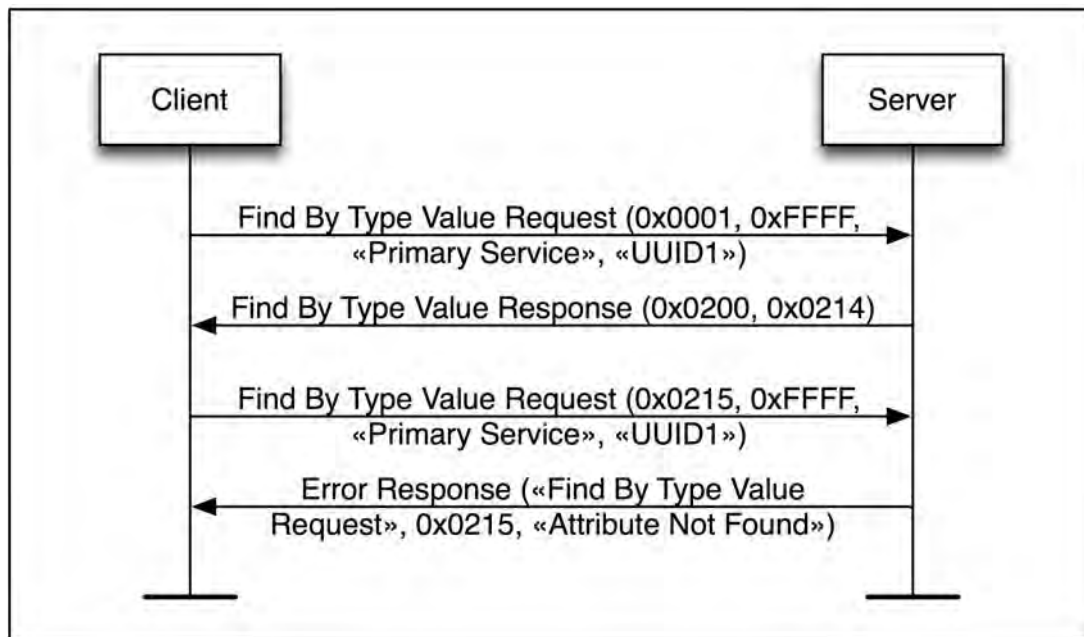 Client
Server
Find By Type Value Request (0x0001, 0xFFFF,
«Primary Service», «UUID1»)
Find By Type Value Response (0x0200, 0x0214)
Find By Type Value Request (0x0215, 0xFFFF,
«Primary Service», «UUID1»)
Error Response («Find By Type Value
Request», 0x0215, «Attribute Not Found»)